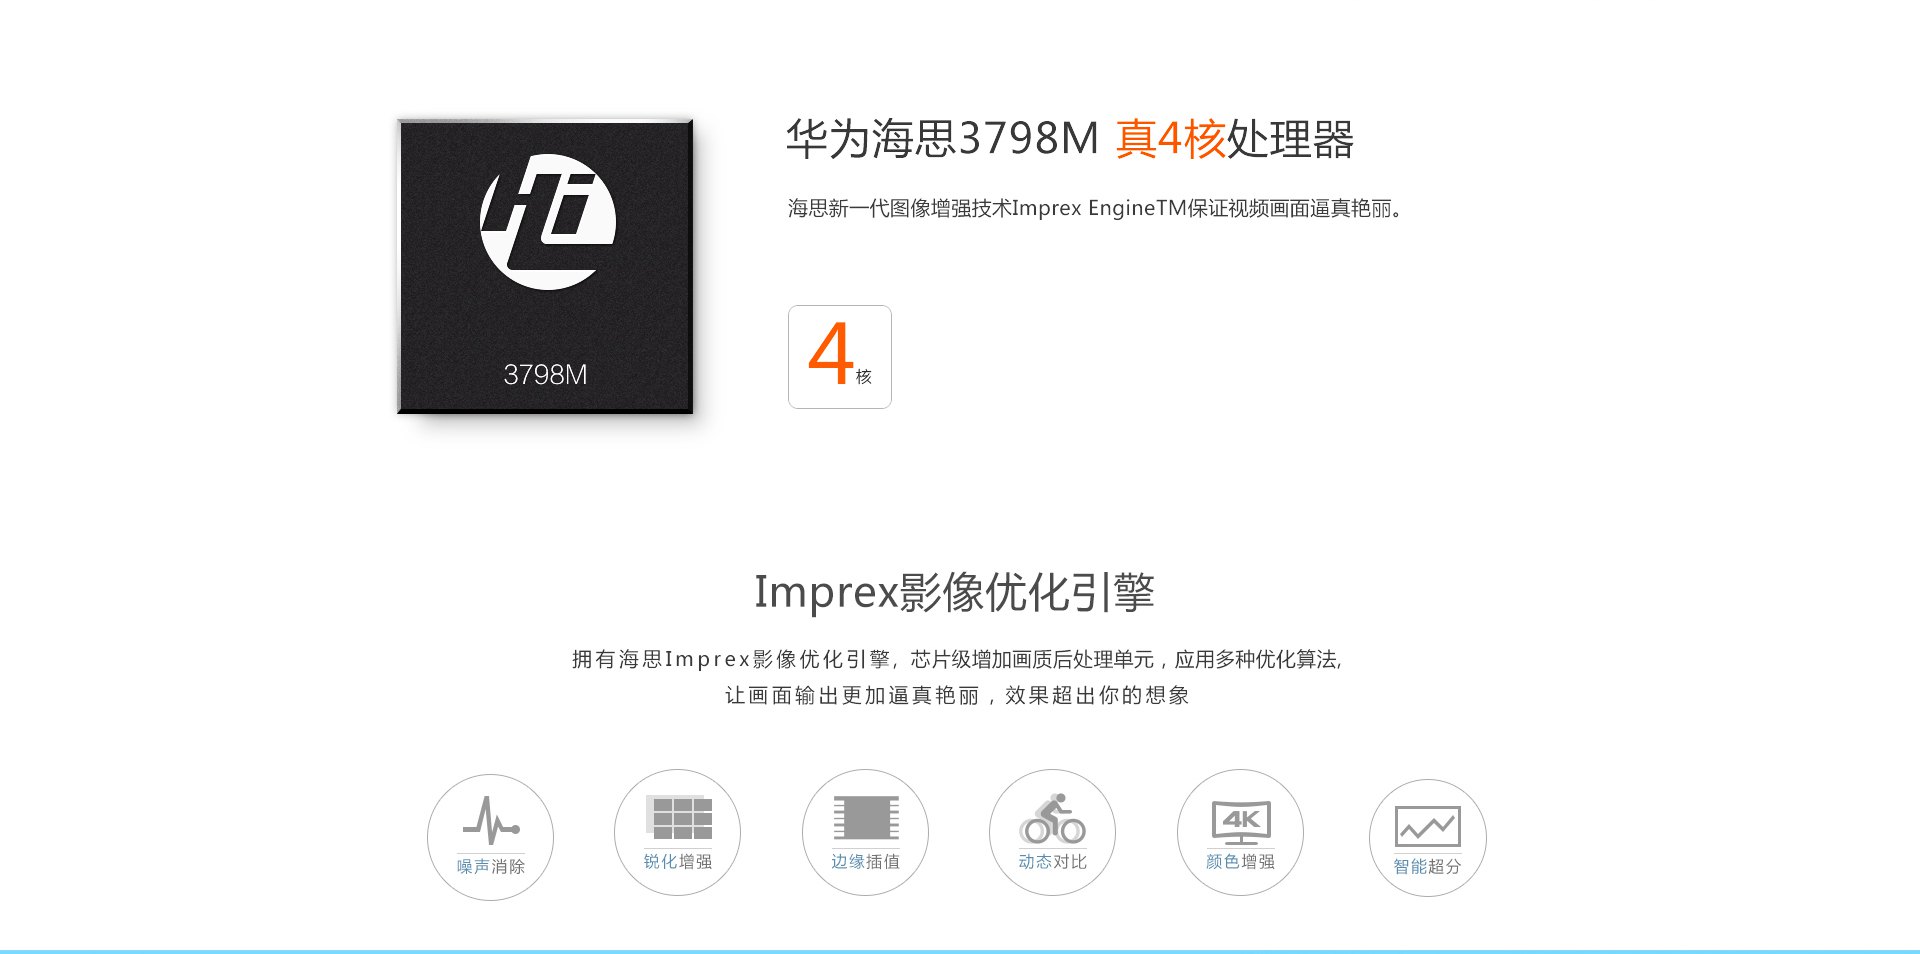 华为海思3798M 真4核处理器
海思新一代图像增强技术Imprex EngineTM保证视频画面逼真艳丽。
Hi
3798M
4核
Imprex影像优化引擎
拥有海思Imprex影像优化引擎,芯片级增加画质后处理单元,应用多种优化算法,
让画面输出更加逼真艳丽,效果超出你的想象
噪声消除
锐化增强
边缘插值
动态对比
4K
颜色增强
智能超分